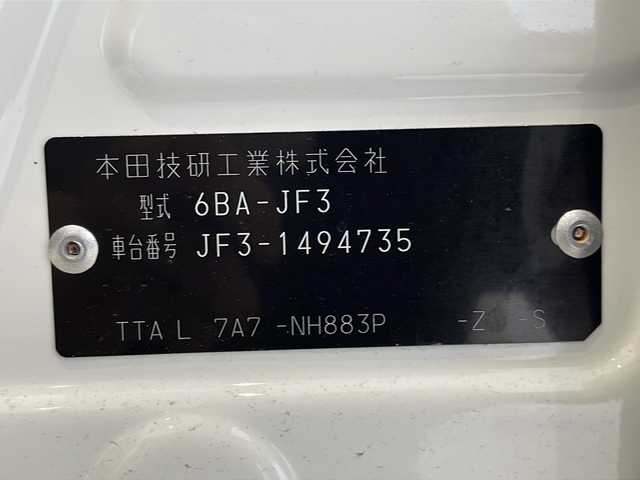 本田技研工業株式会社
型式 6BA-JF3
車台番号 JF3-1494735
TTA L 7A7 -NH883P -Z -S